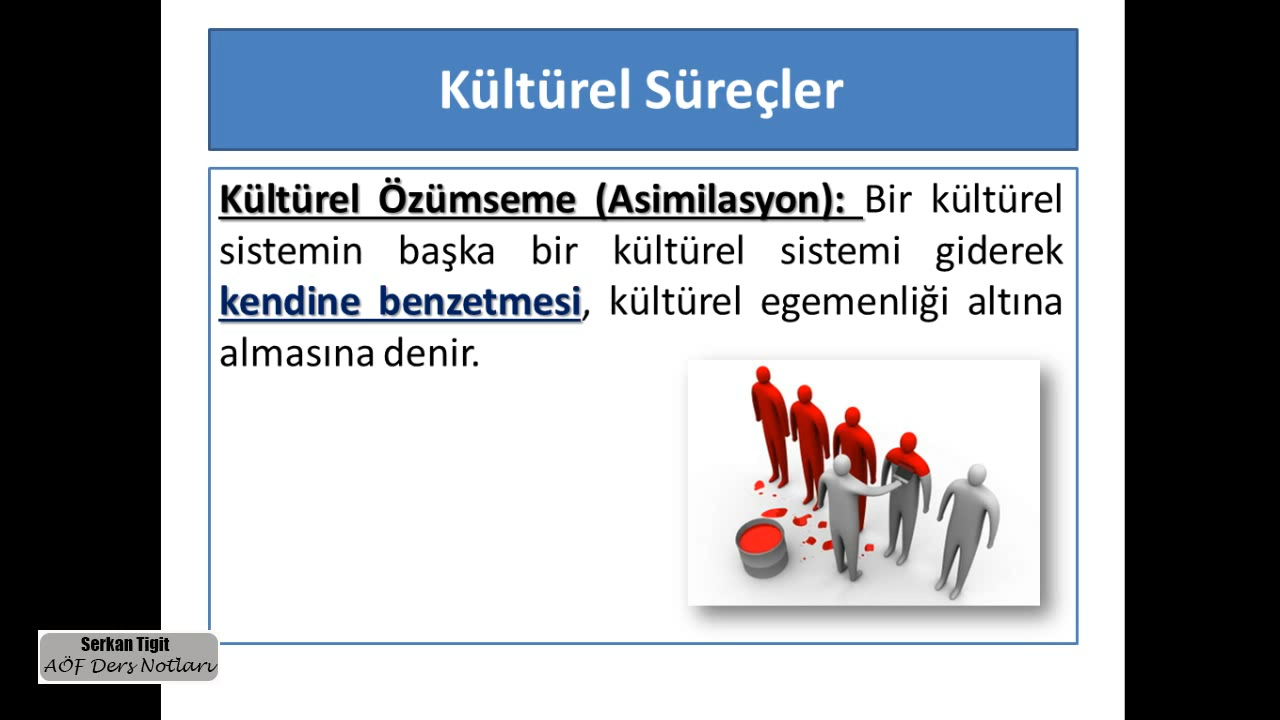 Kültürel Süreçler
Kültürel Özümseme (Asimilasyon): Bir kültürel
sistemin başka bir kültürel sistemi giderek
kendine benzetmesi, kültürel egemenliği altına
almasına denir.
Serkan Tigit
AÖF Ders Notları